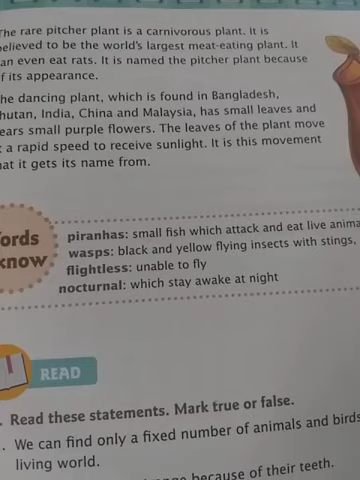 The rare pitcher plant is a carnivorous plant. It is
believed to be the world's largest meat-eating plant. It
can even eat rats. It is named the pitcher plant because
of its appearance.
The dancing plant, which is found in Bangladesh,
Bhutan, India, China and Malaysia, has small leaves and
bears small purple flowers. The leaves of the plant move
at a rapid speed to receive sunlight. It is this movement
that it gets its name from.
Words
know
piranhas: small fish which attack and eat live
wasps: black and yellow flying insects with stings,
flightless: unable to fly
nocturnal: which stay awake at night
READ
Read these statements. Mark true or false.
We can find only a fixed number of animals and birds
living world.
because of their teeth.